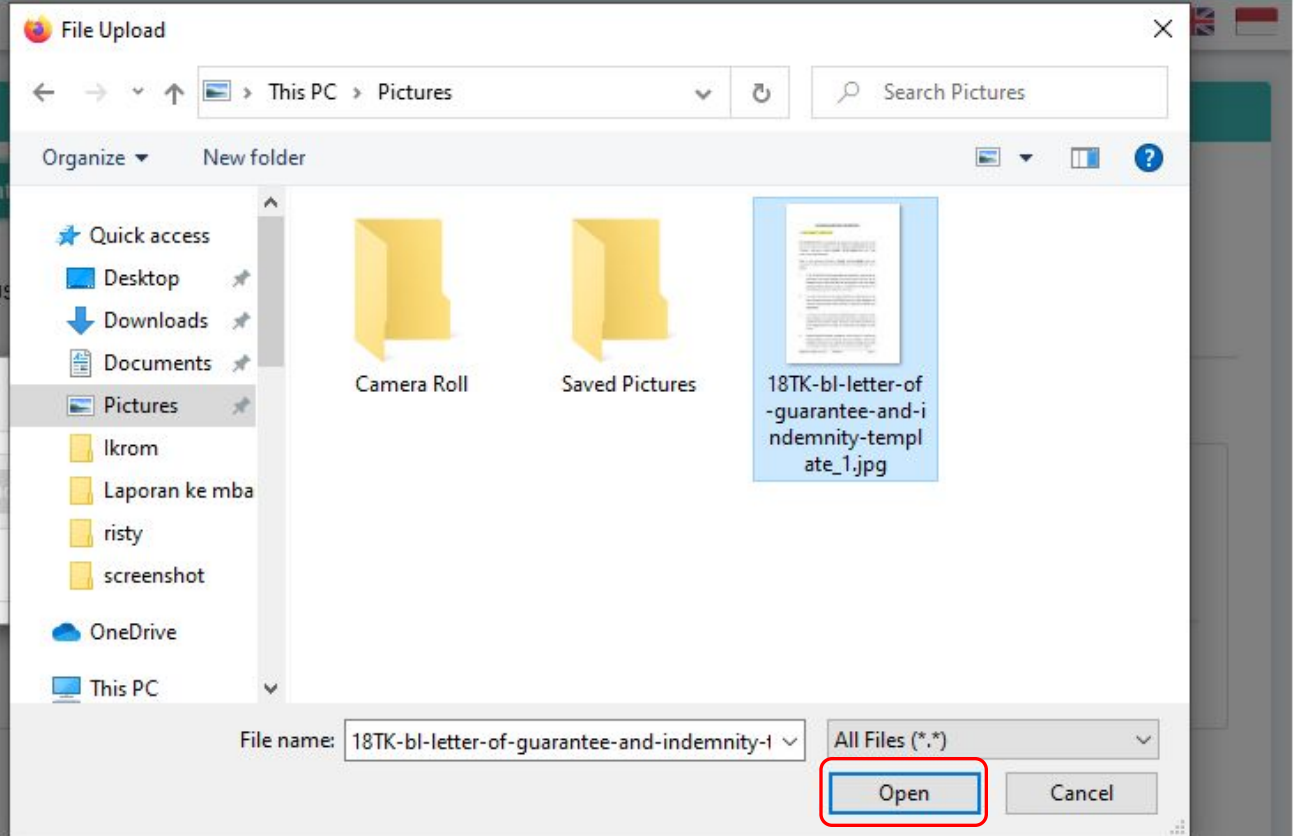 File Upload
This PC > Pictures
Search Pictures
Organize
New folder
Quick access
Desktop
Downloads
Documents
Pictures
Ikrom
Laporan ke mba
risty
screenshot
OneDrive
This PC
Camera Roll
Saved Pictures
18TK-bl-letter-of
-guarantee-and-i
ndemnity-templ
ate_1.jpg
File name:
18TK-bl-letter-of-guarantee-and-indemnity-t
All Files (*.*)
Open
Cancel